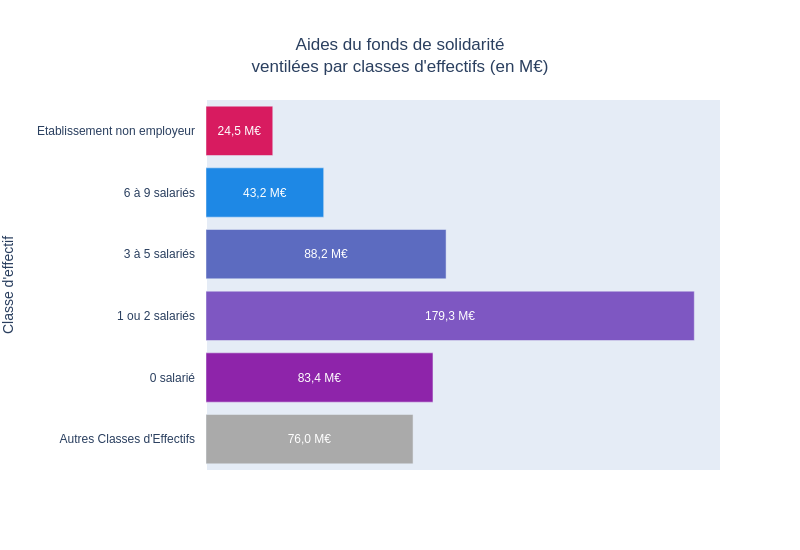 Aides du fonds de solidarité
ventilées par classes d'effectifs (en M€)
Classe d'effectif
Etablissement non employeur
24,5 M€
6 à 9 salariés
43,2 M€
3 à 5 salariés
88,2 M€
1 ou 2 salariés
179,3 M€
0 salarié
83,4 M€
Autres Classes d'Effectifs
76,0 M€